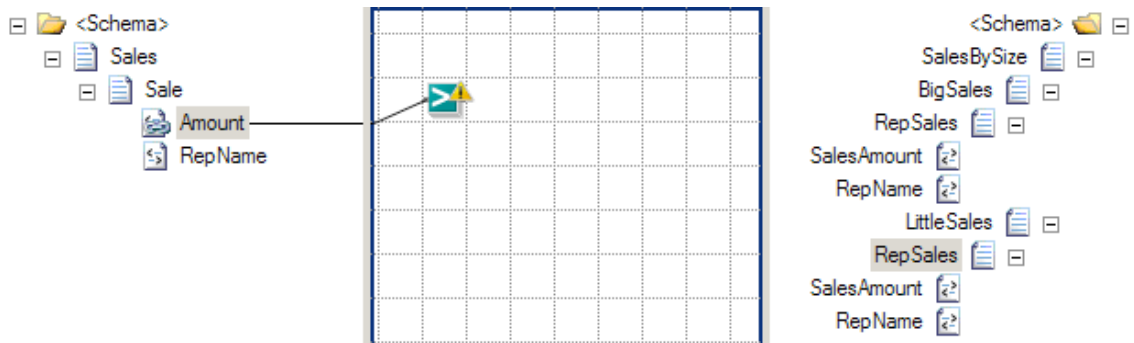 <Schema>
Sales
Sale
Amount
RepName
<Schema>
SalesBySize
BigSales
RepSales
SalesAmount
RepName
LittleSales
RepSales
SalesAmount
RepName